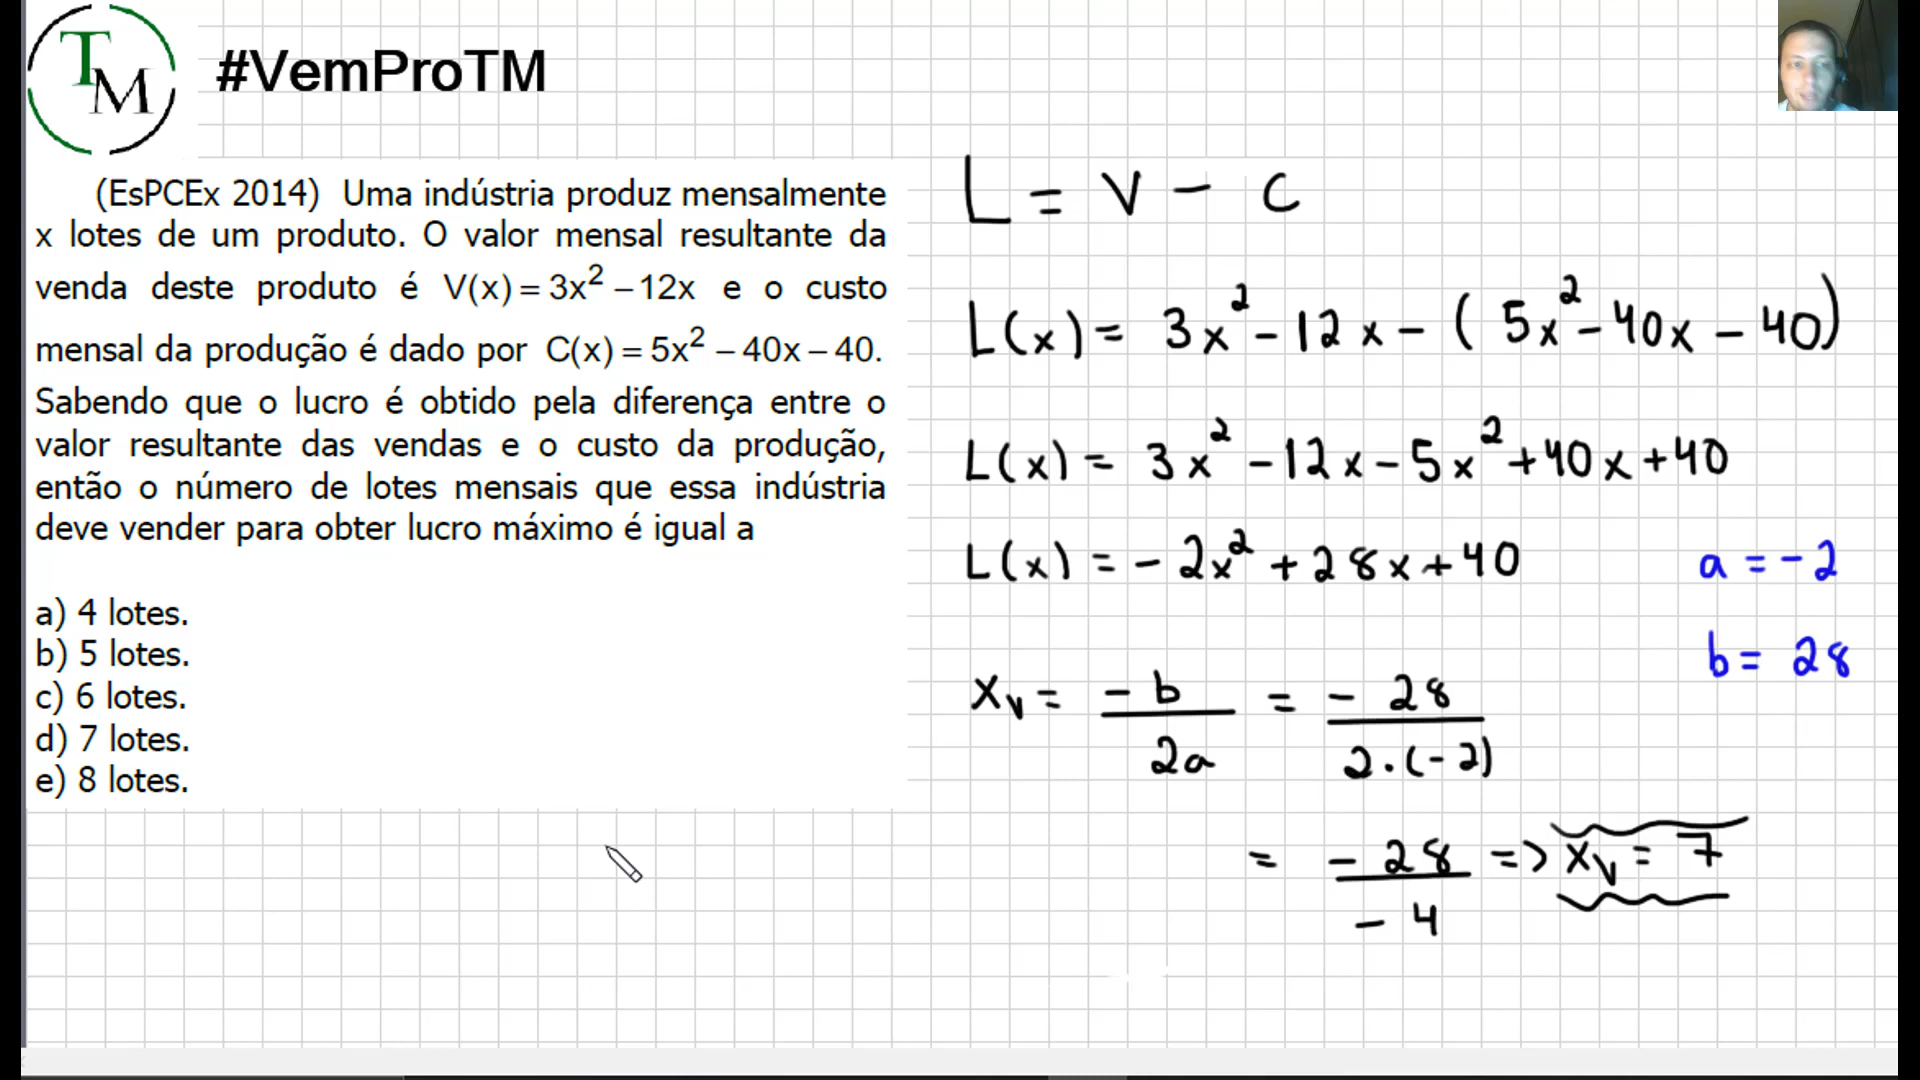 TM
#VemProTM
(EsPCEx 2014) Uma indústria produz mensalmente
x lotes de um produto. O valor mensal resultante da
venda deste produto é V(x) = 3x² − 12x e o custo
mensal da produção é dado por C(x) = 5x² − 40x − 40.
Sabendo que o lucro é obtido pela diferença entre o
valor resultante das vendas e o custo da produção,
então o número de lotes mensais que essa indústria
deve vender para obter lucro máximo é igual a
a) 4 lotes.
b) 5 lotes.
c) 6 lotes.
d) 7 lotes.
e) 8 lotes.
L = V − C
L(x) = 3x² − 12x − (5x² − 40x − 40)
L(x) = 3x² − 12x − 5x² + 40x + 40
L(x) = −2x² + 28x + 40
a = −2
b = 28
xv = −b / 2a = −28 / 2·(−2)
= −28 / −4 => xv = 7